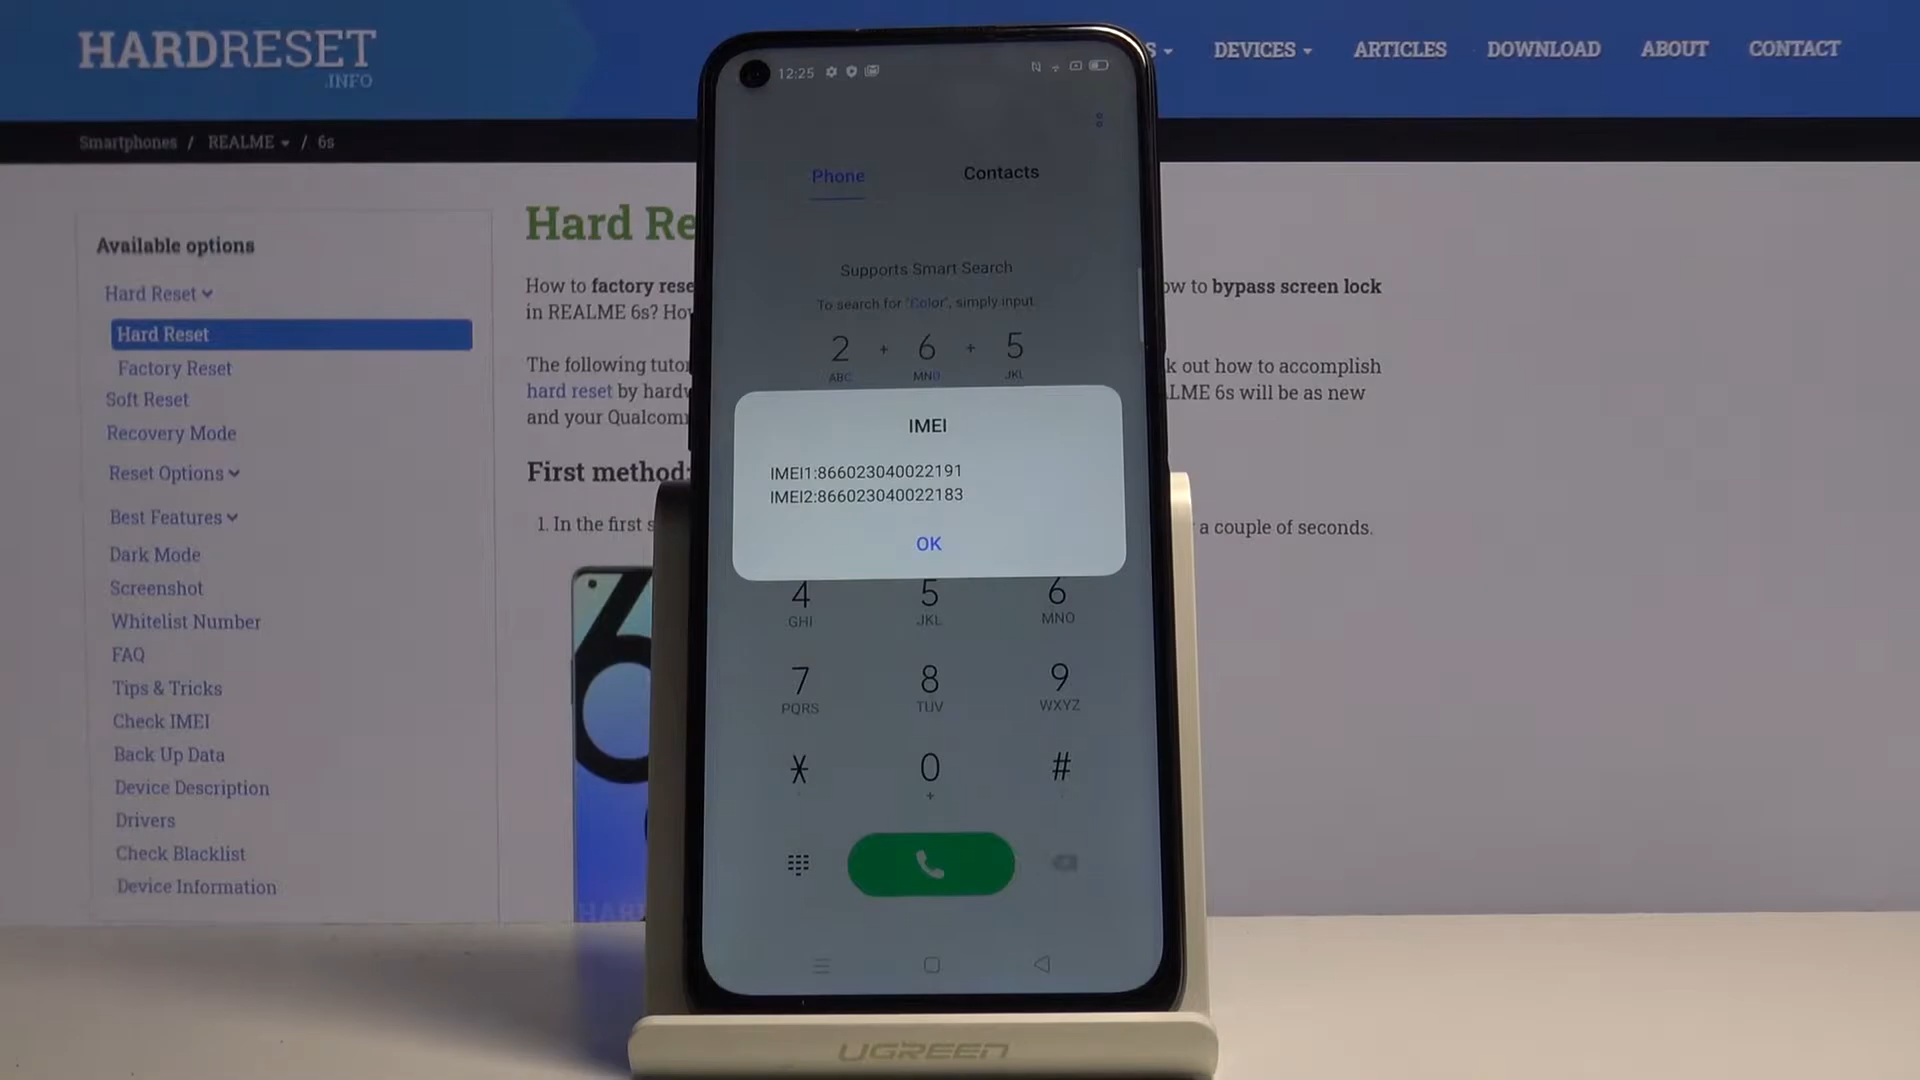 HARDRESET
.INFO
DEVICES
ARTICLES
DOWNLOAD
ABOUT
CONTACT
Smartphones / REALME / 6s
Available options
Hard Reset
Hard Reset
Factory Reset
Soft Reset
Recovery Mode
Reset Options
Best Features
Dark Mode
Screenshot
Whitelist Number
FAQ
Tips & Tricks
Check IMEI
Back Up Data
Device Description
Drivers
Check Blacklist
Device Information
Hard Re
How to factory rese
ow to bypass screen lock
in REALME 6s? Ho
The following tutor
k out how to accomplish
hard reset by hardw
LME 6s will be as new
and your Qualcom
First method:
1. In the first s
a couple of seconds.
12:25
Phone
Contacts
Supports Smart Search
To search for "Color", simply input
2 + 6 + 5
ABC MNO JKL
IMEI
IMEI1:866023040022191
IMEI2:866023040022183
OK
4 5 6
GHI JKL MNO
7 8 9
PQRS TUV WXYZ
* 0 #
+
UGREEN